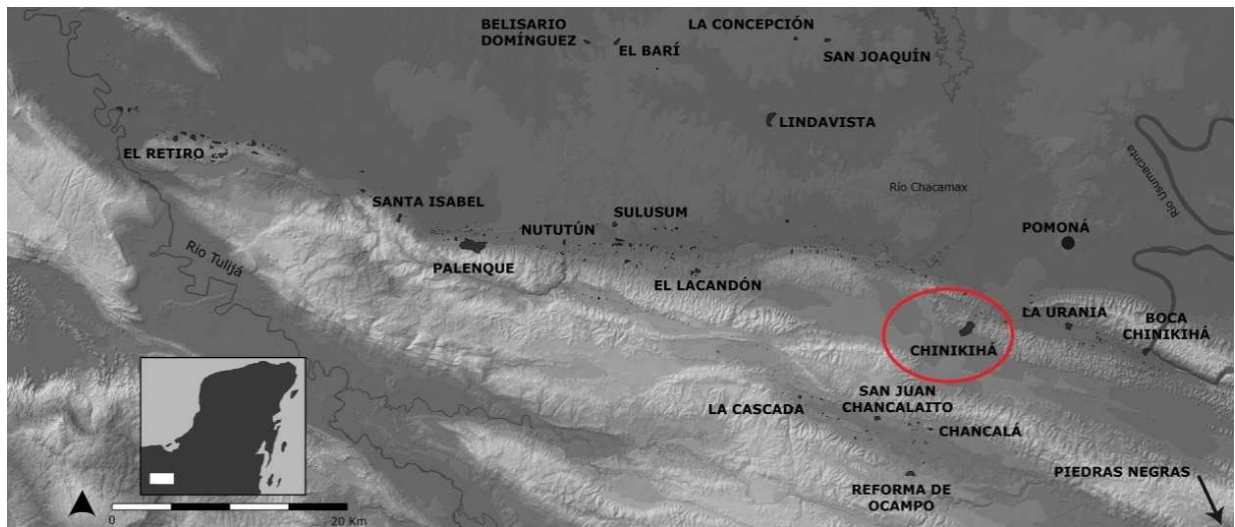 BELISARIO
DOMÍNGUEZ
EL BARÍ
LA CONCEPCIÓN
SAN JOAQUÍN
LINDAVISTA
EL RETIRO
Río Chacamax
Río Usumacinta
SANTA ISABEL
NUTUTÚN
SULUSUM
POMONÁ
Río Tulijá
PALENQUE
EL LACANDÓN
LA URANIA
BOCA
CHINIKIHÁ
CHINIKIHÁ
SAN JUAN
CHANCALAITO
LA CASCADA
CHANCALÁ
PIEDRAS NEGRAS
REFORMA DE
OCAMPO
0
20 Km